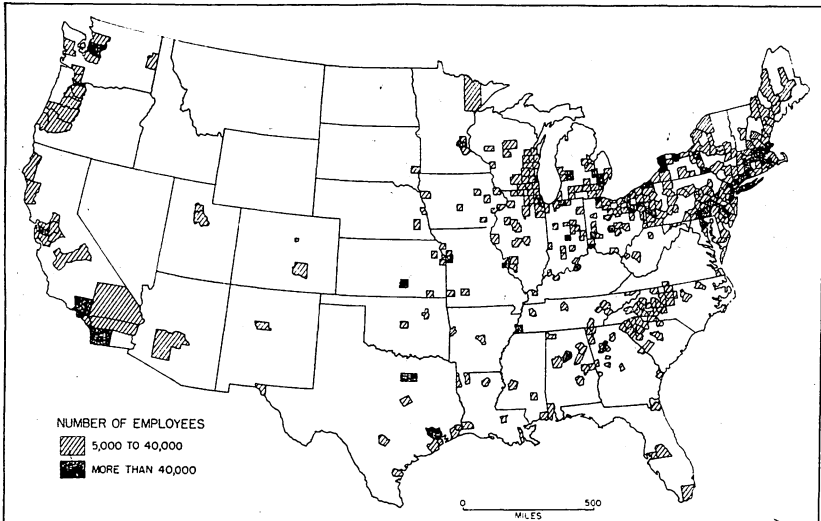 NUMBER OF EMPLOYEES
5,000 TO 40,000
MORE THAN 40,000
0 500
MILES